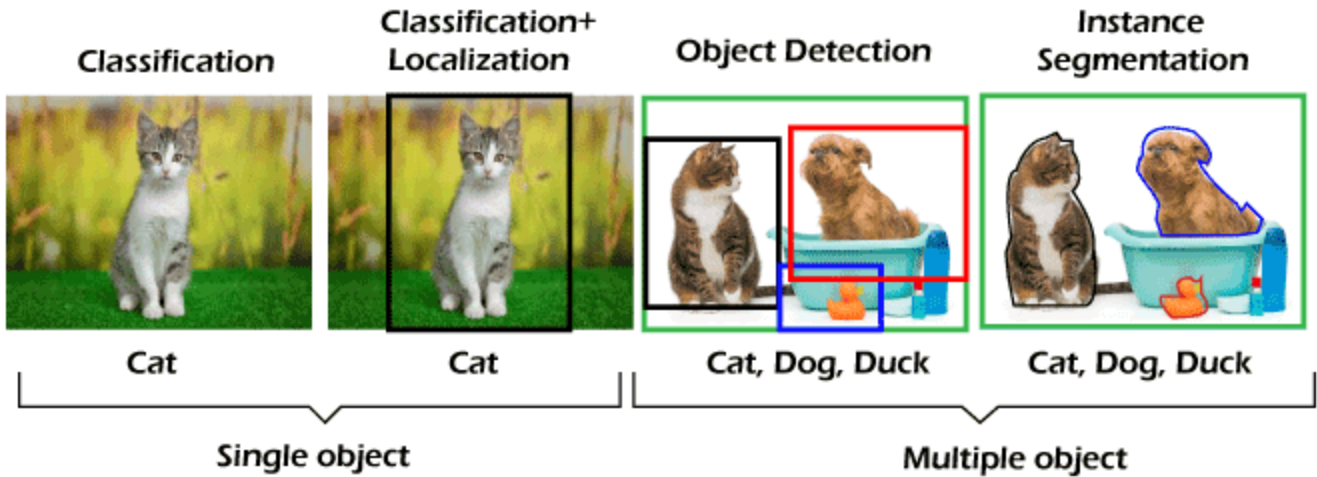 Classification
Classification+
Localization
Object Detection
Instance
Segmentation
Cat
Cat
Cat, Dog, Duck
Cat, Dog, Duck
Single object
Multiple object